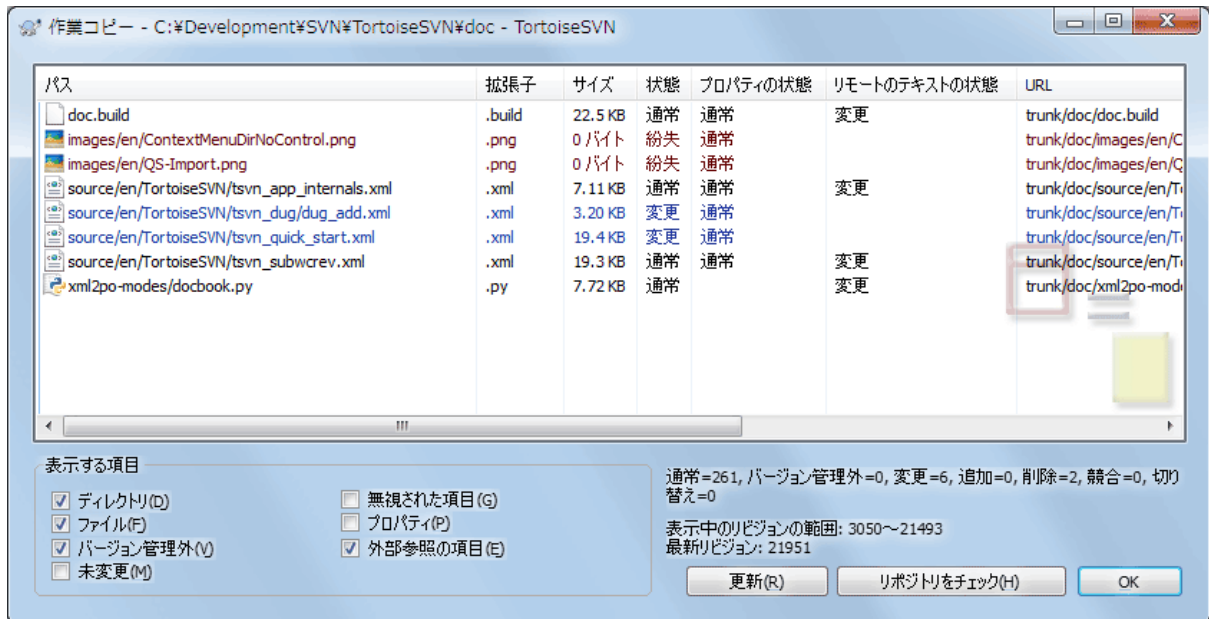 作業コピー - C:¥Development¥SVN¥TortoiseSVN¥doc - TortoiseSVN
パス 拡張子 サイズ 状態 プロパティの状態 リモートのテキストの状態 URL
doc.build .build 22.5 KB 通常 通常 変更 trunk/doc/doc.build
images/en/ContextMenuDirNoControl.png .png 0 バイト 紛失 通常 trunk/doc/images/en/C
images/en/QS-Import.png .png 0 バイト 紛失 通常 trunk/doc/images/en/Q
source/en/TortoiseSVN/tsvn_app_internals.xml .xml 7.11 KB 通常 通常 変更 trunk/doc/source/en/T
source/en/TortoiseSVN/tsvn_dug/dug_add.xml .xml 3.20 KB 変更 通常 trunk/doc/source/en/T
source/en/TortoiseSVN/tsvn_quick_start.xml .xml 19.4 KB 変更 通常 trunk/doc/source/en/T
source/en/TortoiseSVN/tsvn_subwcrev.xml .xml 19.3 KB 通常 通常 変更 trunk/doc/source/en/T
xml2po-modes/docbook.py .py 7.72 KB 通常 変更 trunk/doc/xml2po-mod
表示する項目
ディレクトリ(D) 無視された項目(G)
ファイル(F) プロパティ(P)
バージョン管理外(V) 外部参照の項目(E)
未変更(M)
通常=261, バージョン管理外=0, 変更=6, 追加=0, 削除=2, 競合=0, 切り
替え=0
表示中のリビジョンの範囲: 3050～21493
最新リビジョン: 21951
更新(R) リポジトリをチェック(H) OK